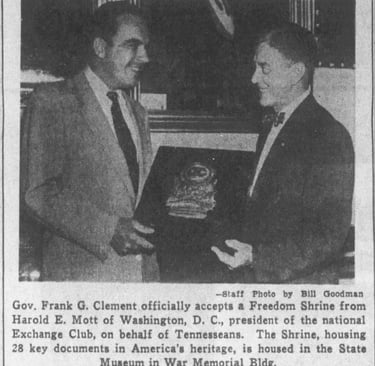 —Staff Photo by Bill Goodman
Gov. Frank G. Clement officially accepts a Freedom Shrine from
Harold E. Mott of Washington, D. C., president of the national
Exchange Club, on behalf of Tennesseans. The Shrine, housing
28 key documents in America's heritage, is housed in the State
Museum in War Memorial Bldg.